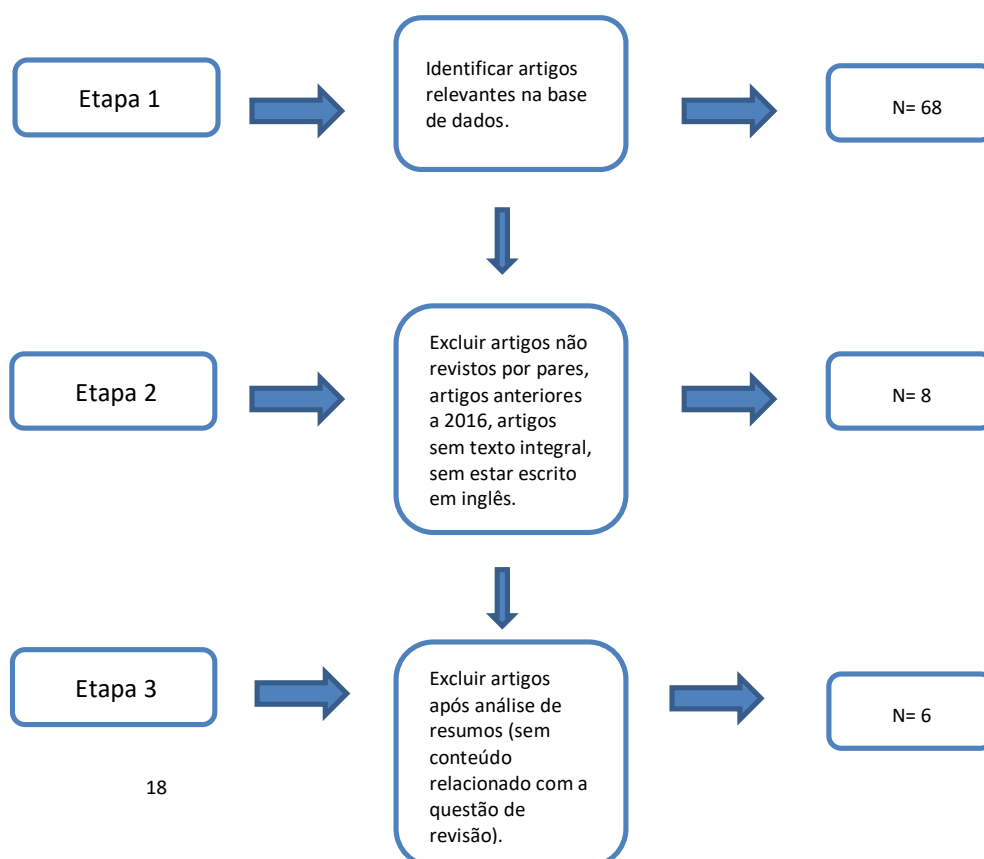 Etapa 1
Identificar artigos
relevantes na base
de dados.
N= 68
Etapa 2
Excluir artigos não
revistos por pares,
artigos anteriores
a 2016, artigos
sem texto integral,
sem estar escrito
em inglês.
N= 8
Etapa 3
Excluir artigos
após análise de
resumos (sem
conteúdo
relacionado com a
questão de
revisão).
N= 6
18